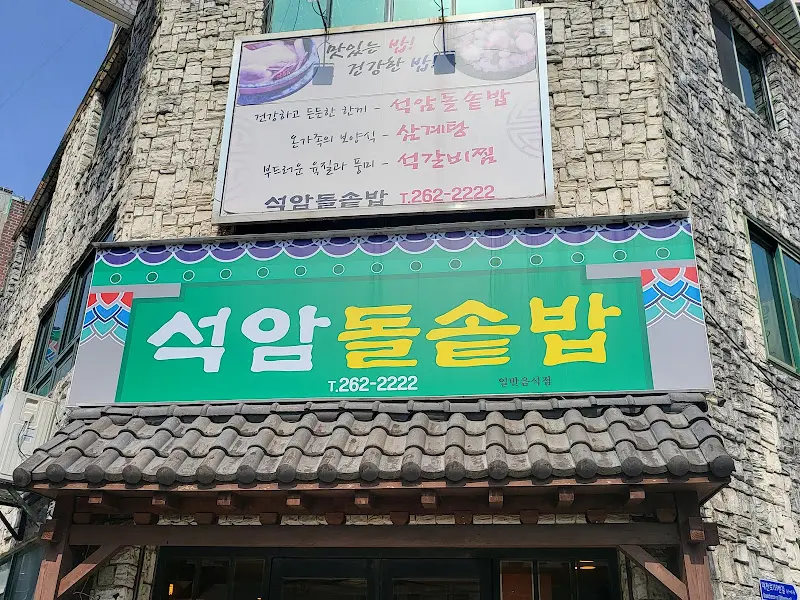 맛있는 밥!
건강한 밥!
건강하고 든든한 한끼 - 석암돌솥밥
온가족의 보양식 - 삼계탕
부드러운 육질과 풍미 - 석갈비찜
석암돌솥밥 T.262-2222
석암돌솥밥
T.262-2222 일반음식점